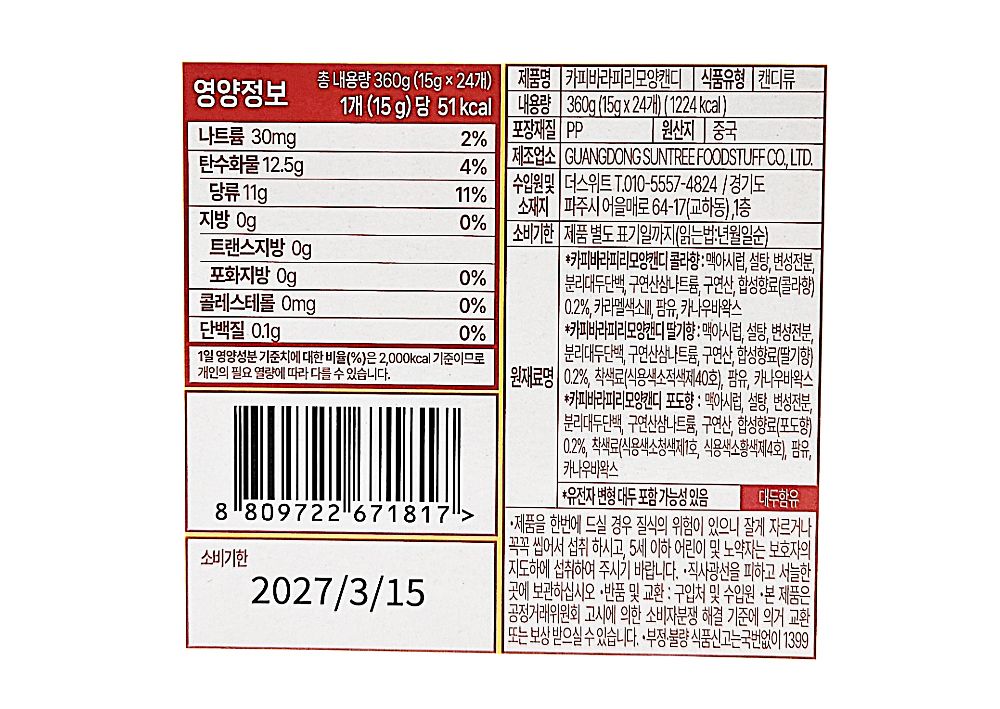 영양정보
총 내용량 360g (15g × 24개)
1개 (15 g) 당 51 kcal
나트륨 30mg 2%
탄수화물 12.5g 4%
당류 11g 11%
지방 0g 0%
트랜스지방 0g
포화지방 0g 0%
콜레스테롤 0mg 0%
단백질 0.1g 0%
1일 영양성분 기준치에 대한 비율(%)은 2,000kcal 기준이므로
개인의 필요 열량에 따라 다를 수 있습니다.
8 809722 671817 >
소비기한
2027/3/15
제품명 카피바라피리모양캔디 식품유형 캔디류
내용량 360g (15g x 24개) ( 1224 kcal )
포장재질 PP 원산지 중국
제조업소 GUANGDONG SUNTREE FOODSTUFF CO., LTD.
수입원 및 더스위트 T.010-5557-4824 / 경기도
소재지 파주시 어을매로 64-17(교하동) ,1층
소비기한 제품 별도 표기일까지(읽는법:년월일순)
원재료명
*카피바라피리모양캔디 콜라향 : 맥아시럽, 설탕, 변성전분,
분리대두단백, 구연산삼나트륨, 구연산, 합성향료(콜라향)
0.2%, 카라멜색소III, 팜유, 카나우바왁스
*카피바라피리모양캔디 딸기향 : 맥아시럽, 설탕, 변성전분,
분리대두단백, 구연산삼나트륨, 구연산, 합성향료(딸기향)
0.2%, 착색료(식용색소적색제40호), 팜유, 카나우바왁스
*카피바라피리모양캔디 포도향 : 맥아시럽, 설탕, 변성전분,
분리대두단백, 구연산삼나트륨, 구연산, 합성향료(포도향)
0.2%, 착색료(식용색소청색제1호, 식용색소황색제4호), 팜유,
카나우바왁스
*유전자 변형 대두 포함 가능성 있음 대두함유
•제품을 한번에 드실 경우 질식의 위험이 있으니 잘게 자르거나
꼭꼭 씹어서 섭취 하시고, 5세 이하 어린이 및 노약자는 보호자의
지도하에 섭취하여 주시기 바랍니다. •직사광선을 피하고 서늘한
곳에 보관하십시오 •반품 및 교환 : 구입처 및 수입원 •본 제품은
공정거래위원회 고시에 의한 소비자분쟁 해결 기준에 의거 교환
또는 보상 받으실 수 있습니다. •부정·불량 식품신고는국번없이 1399